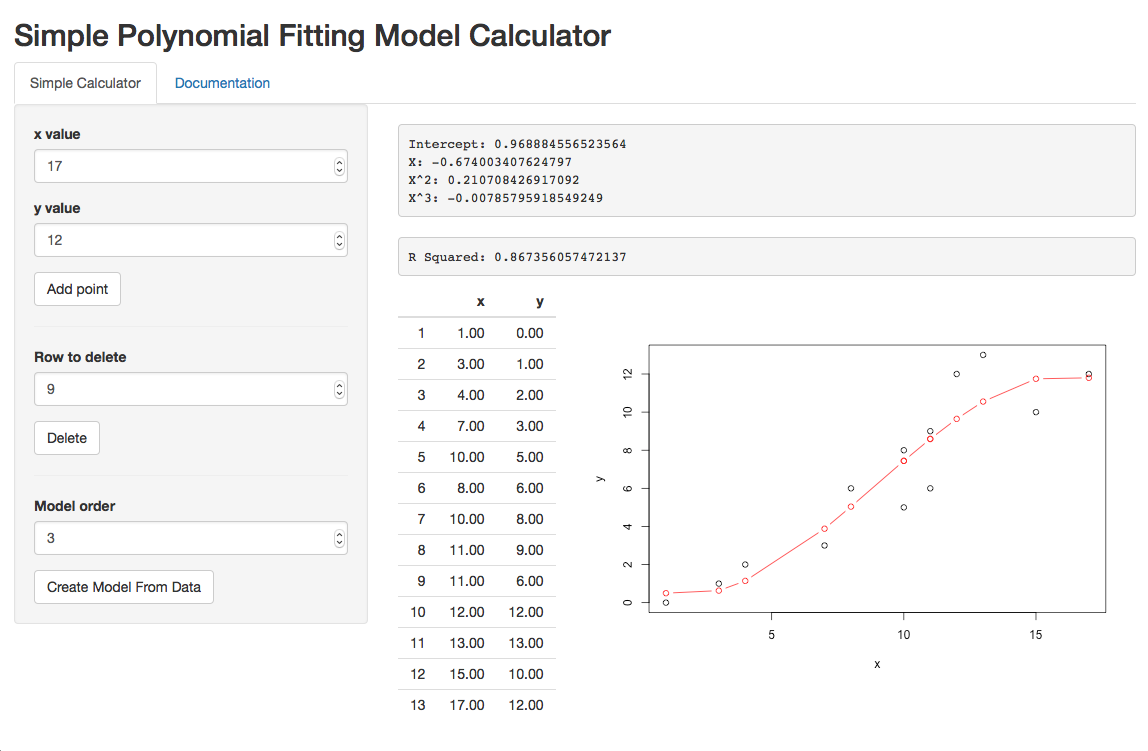 Simple Polynomial Fitting Model Calculator
Simple Calculator Documentation
x value
17
y value
12
Add point
Row to delete
9
Delete
Model order
3
Create Model From Data
Intercept: 0.968884556523564
X: -0.674003407624797
X^2: 0.210708426917092
X^3: -0.00785795918549249
R Squared: 0.867356057472137
x y
1 1.00 0.00
2 3.00 1.00
3 4.00 2.00
4 7.00 3.00
5 10.00 5.00
6 8.00 6.00
7 10.00 8.00
8 11.00 9.00
9 11.00 6.00
10 12.00 12.00
11 13.00 13.00
12 15.00 10.00
13 17.00 12.00
y
12
10
8
6
4
2
0
5 10 15
x